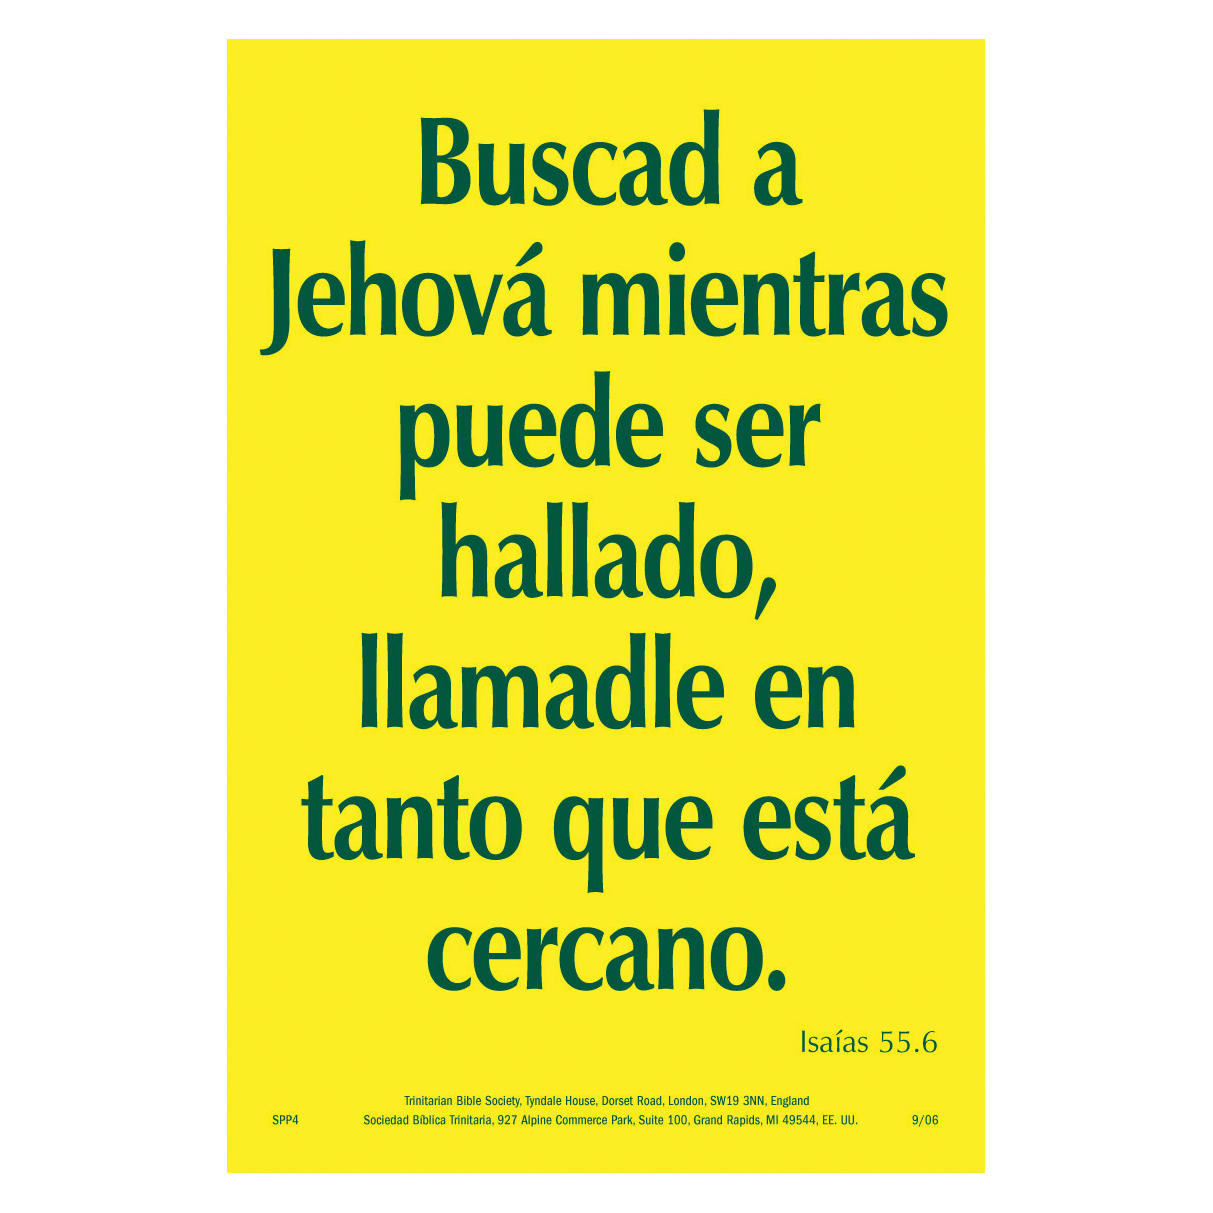 Buscad a
Jehová mientras
puede ser
hallado,
llamadle en
tanto que está
cercano.
Isaías 55.6
Trinitarian Bible Society, Tyndale House, Dorset Road, London, SW19 3NN, England
SPP4 Sociedad Bíblica Trinitaria, 927 Alpine Commerce Park, Suite 100, Grand Rapids, MI 49544, EE. UU. 9/06